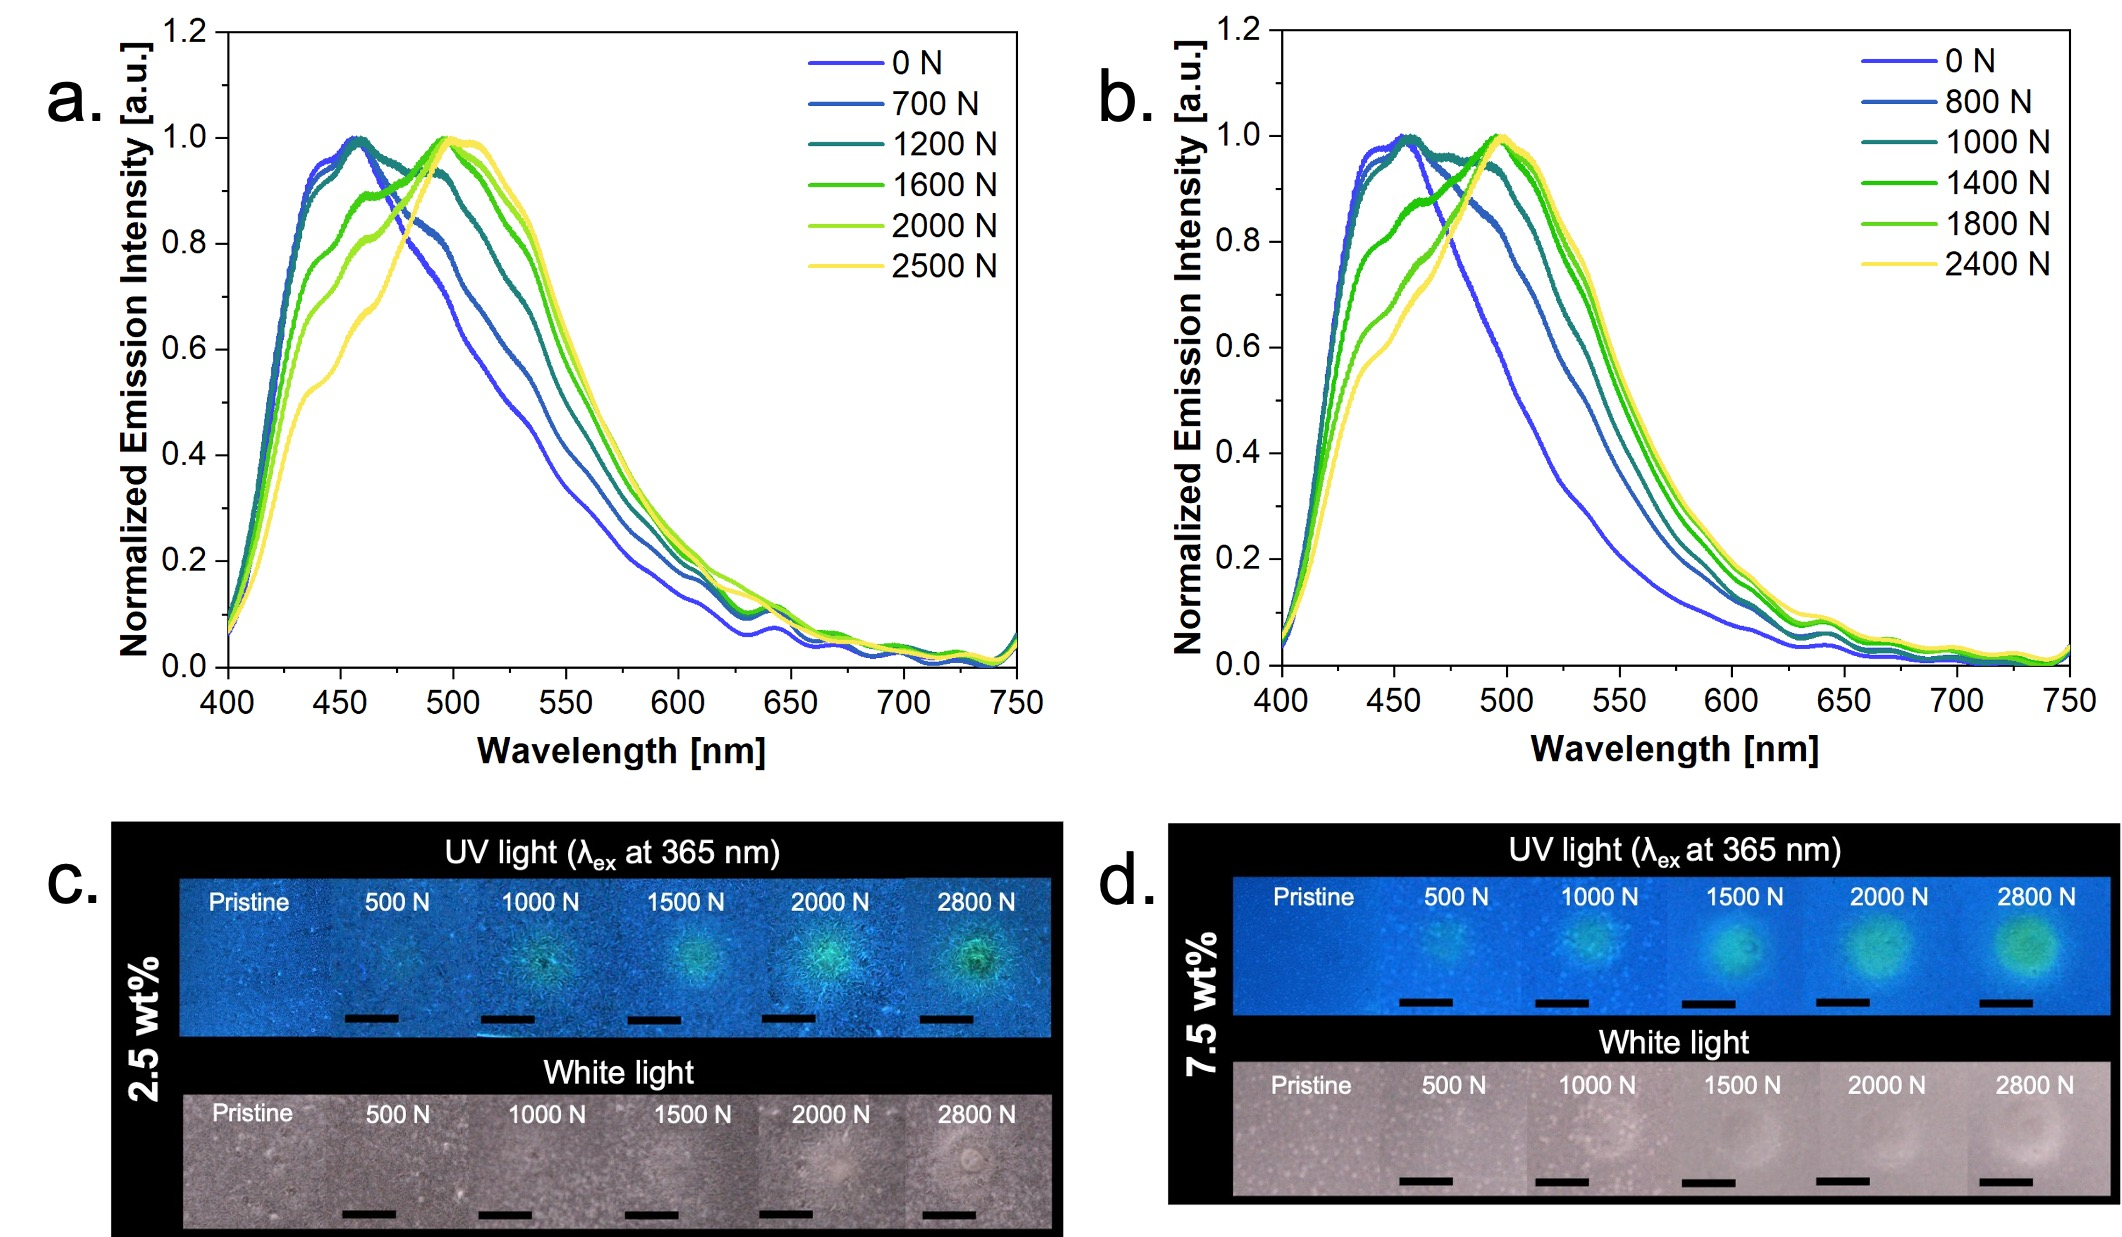 a.
Normalized Emission Intensity [a.u.]
1.2
1.0
0.8
0.6
0.4
0.2
0.0
400 450 500 550 600 650 700 750
Wavelength [nm]
0 N
700 N
1200 N
1600 N
2000 N
2500 N
b.
Normalized Emission Intensity [a.u.]
1.2
1.0
0.8
0.6
0.4
0.2
0.0
400 450 500 550 600 650 700 750
Wavelength [nm]
0 N
800 N
1000 N
1400 N
1800 N
2400 N
c.
2.5 wt%
UV light (λex at 365 nm)
Pristine 500 N 1000 N 1500 N 2000 N 2800 N
White light
Pristine 500 N 1000 N 1500 N 2000 N 2800 N
d.
7.5 wt%
UV light (λex at 365 nm)
Pristine 500 N 1000 N 1500 N 2000 N 2800 N
White light
Pristine 500 N 1000 N 1500 N 2000 N 2800 N